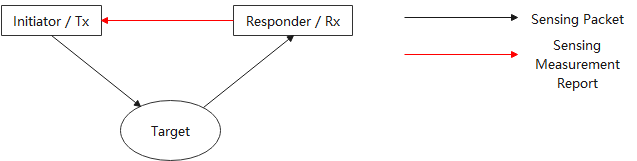 Initiator / Tx
Responder / Rx
Target
Sensing Packet
Sensing
Measurement
Report